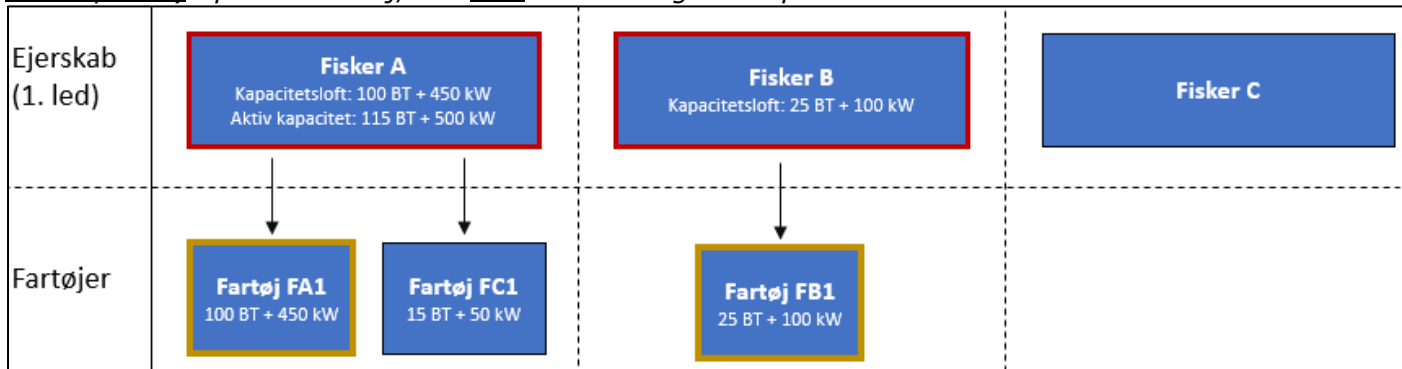 Ejerskab
(1. led)
Fisker A
Kapacitetsloft: 100 BT + 450 kW
Aktiv kapacitet: 115 BT + 500 kW
Fisker B
Kapacitetsloft: 25 BT + 100 kW
Fisker C
Fartøjer
Fartøj FA1
100 BT + 450 kW
Fartøj FC1
15 BT + 50 kW
Fartøj FB1
25 BT + 100 kW